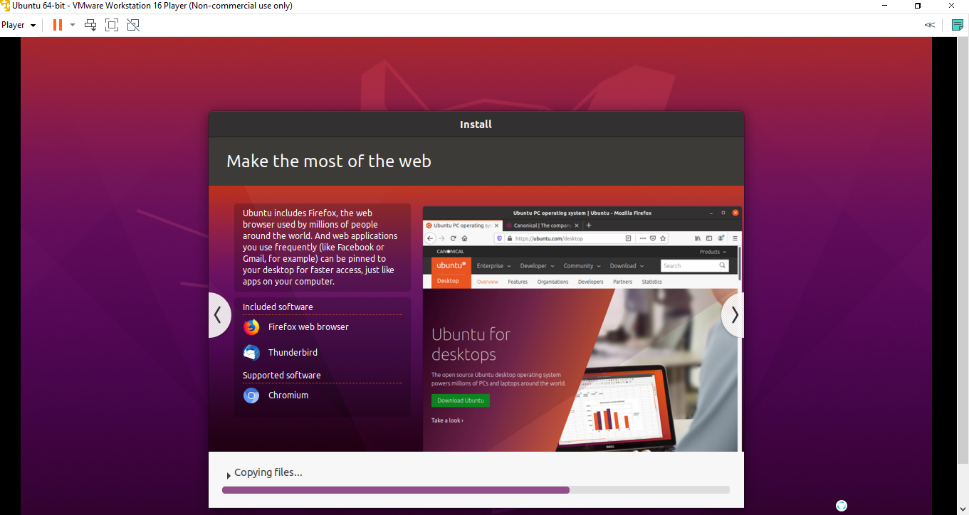 Ubuntu 64-bit - VMware Workstation 16 Player (Non-commercial use only)
Player
Install
Make the most of the web
Ubuntu includes Firefox, the web
browser used by millions of people
around the world. And web applications
you use frequently (like Facebook or
Gmail, for example) can be pinned to
your desktop for faster access, just like
apps on your computer.
Included software
Firefox web browser
Thunderbird
Supported software
Chromium
Ubuntu PC operating system | Ubuntu - Mozilla Firefox
Ubuntu PC operating sy
Canonical | The compan
https://ubuntu.com/desktop
CANONICAL
Products
ubuntu
Enterprise
Developer
Community
Download
Search
Desktop
Overview
Features
Organisations
Developers
Partners
Statistics
Ubuntu for
desktops
The open source Ubuntu desktop operating system
powers millions of PCs and laptops around the world.
Download Ubuntu
Take a look ›
Copying files...